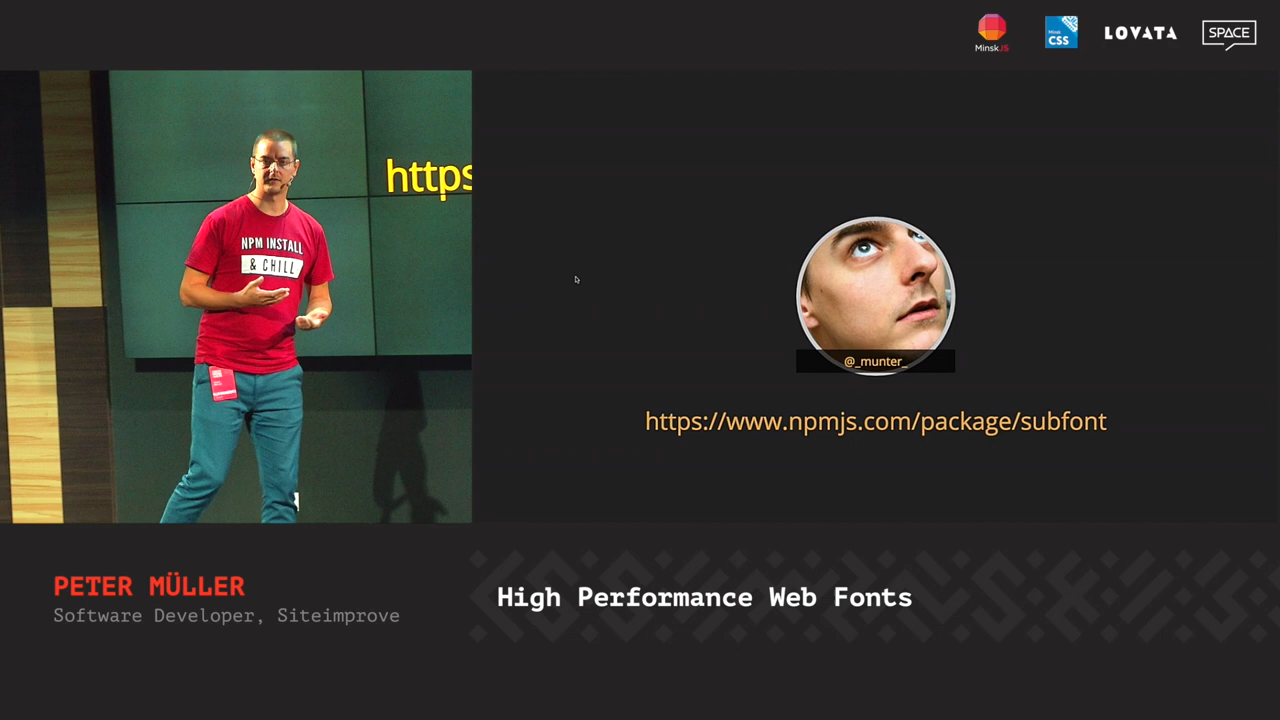 MinskJS
Minsk
CSS
LOVATA
SPACE
https
NPM INSTALL
& CHILL
@_munter_
https://www.npmjs.com/package/subfont
PETER MÜLLER
Software Developer, Siteimprove
High Performance Web Fonts